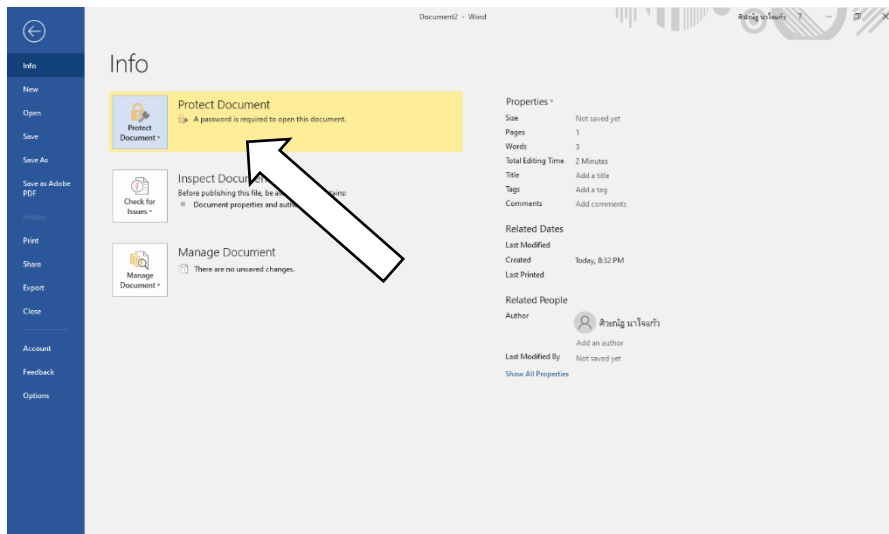 Document2 - Word
ศิวะณัฐ นาโจแก้ว ?
Info
New
Open
Save
Save As
Save as Adobe
PDF
History
Print
Share
Export
Close
Account
Feedback
Options
Info
Protect
Document
Protect Document
A password is required to open this document.
Check for
Issues
Inspect Docum
Before publishing this file, be a
tains:
Document properties and auth
Manage
Document
Manage Document
There are no unsaved changes.
Properties
Size Not saved yet
Pages 1
Words 3
Total Editing Time 2 Minutes
Title Add a title
Tags Add a tag
Comments Add comments
Related Dates
Last Modified
Created Today, 8:32 PM
Last Printed
Related People
Author
ศิวะณัฐ นาโจแก้ว
Add an author
Last Modified By Not saved yet
Show All Properties